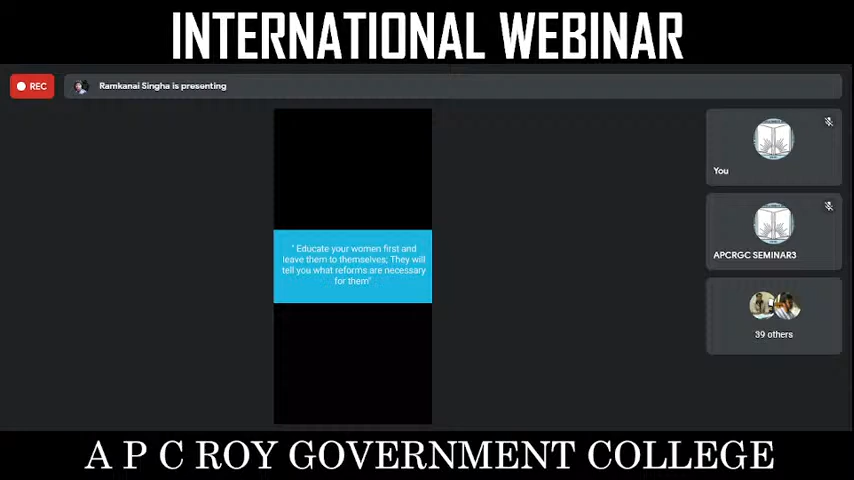 INTERNATIONAL WEBINAR
REC
Ramkanai Singha is presenting
You
" Educate your women first and
leave them to themselves; They will
tell you what reforms are necessary
for them"
APCRGC SEMINAR3
39 others
A P C ROY GOVERNMENT COLLEGE